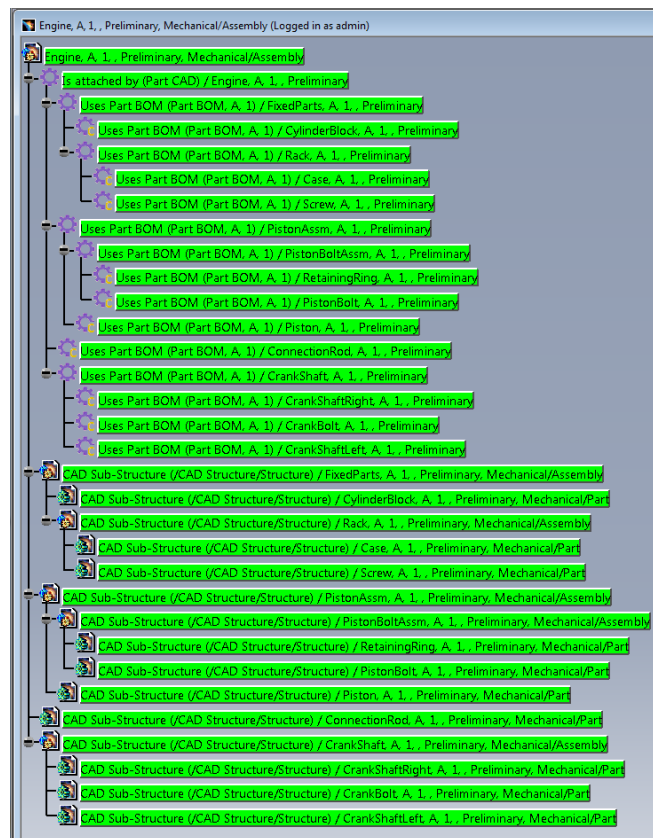 Engine, A, 1, , Preliminary, Mechanical/Assembly (Logged in as admin)
Engine, A, 1, , Preliminary, Mechanical/Assembly
Is attached by (Part CAD) / Engine, A, 1, , Preliminary
Uses Part BOM (Part BOM, A, 1) / FixedParts, A, 1, , Preliminary
Uses Part BOM (Part BOM, A, 1) / CylinderBlock, A, 1, , Preliminary
Uses Part BOM (Part BOM, A, 1) / Rack, A, 1, , Preliminary
Uses Part BOM (Part BOM, A, 1) / Case, A, 1, , Preliminary
Uses Part BOM (Part BOM, A, 1) / Screw, A, 1, , Preliminary
Uses Part BOM (Part BOM, A, 1) / PistonAssm, A, 1, , Preliminary
Uses Part BOM (Part BOM, A, 1) / PistonBoltAssm, A, 1, , Preliminary
Uses Part BOM (Part BOM, A, 1) / RetainingRing, A, 1, , Preliminary
Uses Part BOM (Part BOM, A, 1) / PistonBolt, A, 1, , Preliminary
Uses Part BOM (Part BOM, A, 1) / Piston, A, 1, , Preliminary
Uses Part BOM (Part BOM, A, 1) / ConnectionRod, A, 1, , Preliminary
Uses Part BOM (Part BOM, A, 1) / CrankShaft, A, 1, , Preliminary
Uses Part BOM (Part BOM, A, 1) / CrankShaftRight, A, 1, , Preliminary
Uses Part BOM (Part BOM, A, 1) / CrankBolt, A, 1, , Preliminary
Uses Part BOM (Part BOM, A, 1) / CrankShaftLeft, A, 1, , Preliminary
CAD Sub-Structure (/CAD Structure/Structure) / FixedParts, A, 1, , Preliminary, Mechanical/Assembly
CAD Sub-Structure (/CAD Structure/Structure) / CylinderBlock, A, 1, , Preliminary, Mechanical/Part
CAD Sub-Structure (/CAD Structure/Structure) / Rack, A, 1, , Preliminary, Mechanical/Assembly
CAD Sub-Structure (/CAD Structure/Structure) / Case, A, 1, , Preliminary, Mechanical/Part
CAD Sub-Structure (/CAD Structure/Structure) / Screw, A, 1, , Preliminary, Mechanical/Part
CAD Sub-Structure (/CAD Structure/Structure) / PistonAssm, A, 1, , Preliminary, Mechanical/Assembly
CAD Sub-Structure (/CAD Structure/Structure) / PistonBoltAssm, A, 1, , Preliminary, Mechanical/Assembly
CAD Sub-Structure (/CAD Structure/Structure) / RetainingRing, A, 1, , Preliminary, Mechanical/Part
CAD Sub-Structure (/CAD Structure/Structure) / PistonBolt, A, 1, , Preliminary, Mechanical/Part
CAD Sub-Structure (/CAD Structure/Structure) / Piston, A, 1, , Preliminary, Mechanical/Part
CAD Sub-Structure (/CAD Structure/Structure) / ConnectionRod, A, 1, , Preliminary, Mechanical/Part
CAD Sub-Structure (/CAD Structure/Structure) / CrankShaft, A, 1, , Preliminary, Mechanical/Assembly
CAD Sub-Structure (/CAD Structure/Structure) / CrankShaftRight, A, 1, , Preliminary, Mechanical/Part
CAD Sub-Structure (/CAD Structure/Structure) / CrankBolt, A, 1, , Preliminary, Mechanical/Part
CAD Sub-Structure (/CAD Structure/Structure) / CrankShaftLeft, A, 1, , Preliminary, Mechanical/Part